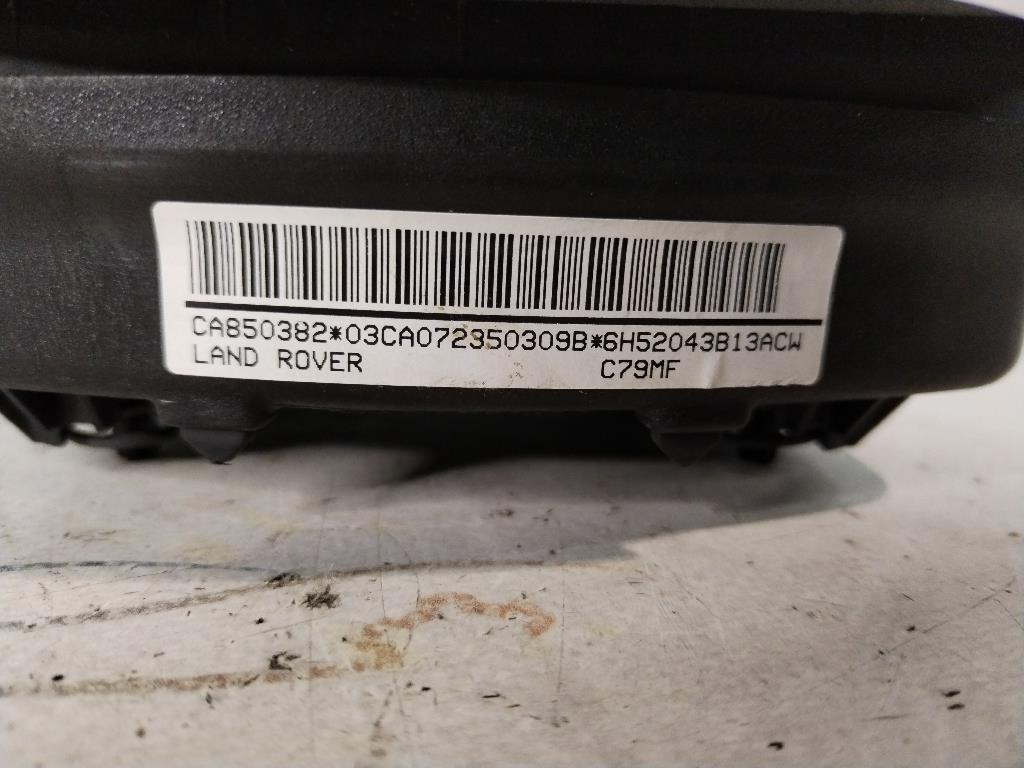 CA850382*03CA072350309B*6H52043B13ACW
LAND ROVER C79MF